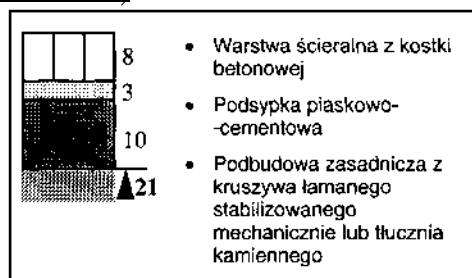 8
3
10
21
• Warstwa ścieralna z kostki
betonowej
• Podsypka piaskowo-
-cementowa
• Podbudowa zasadnicza z
kruszywa łamanego
stabilizowanego
mechanicznie lub tłucznia
kamiennego